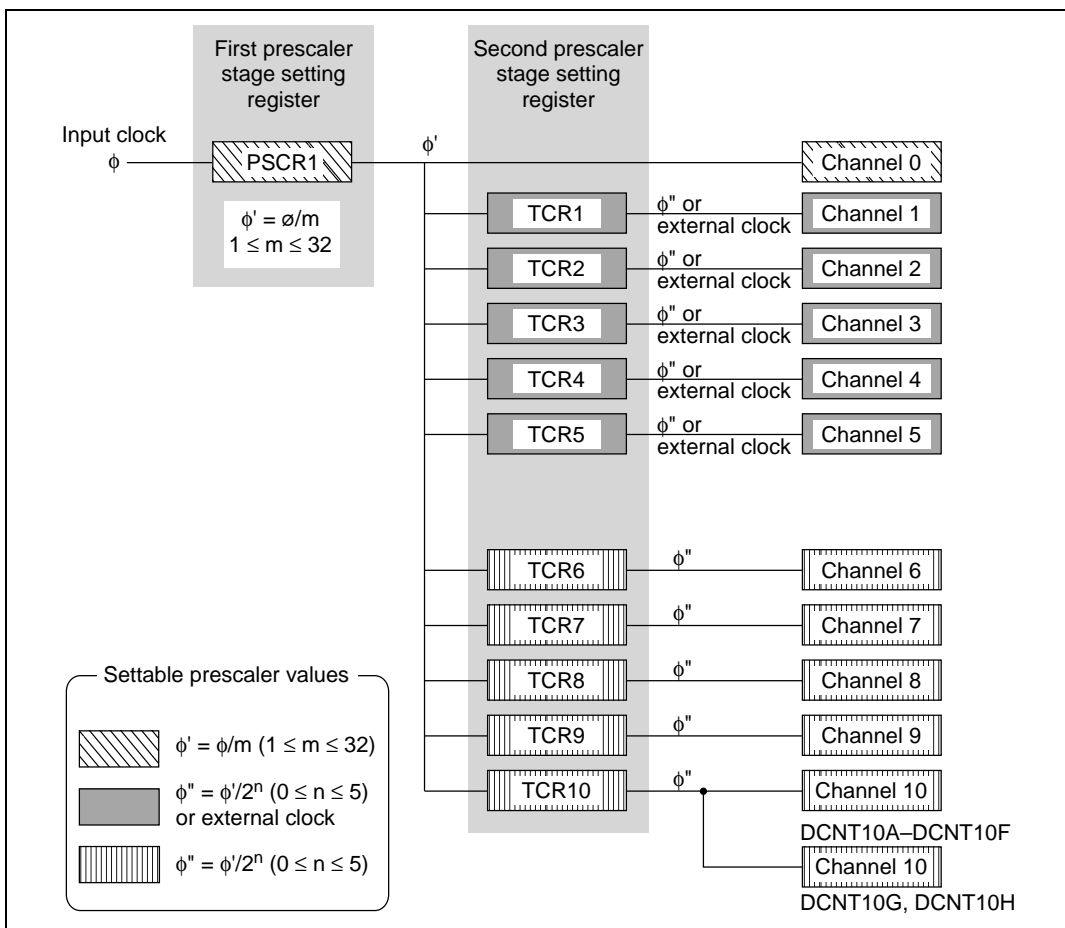 First prescaler
stage setting
register
Second prescaler
stage setting
register
Input clock
ϕ
PSCR1
ϕ'
Channel 0
ϕ' = ø/m
1 ≤ m ≤ 32
TCR1
ϕ" or
external clock
Channel 1
TCR2
ϕ" or
external clock
Channel 2
TCR3
ϕ" or
external clock
Channel 3
TCR4
ϕ" or
external clock
Channel 4
TCR5
ϕ" or
external clock
Channel 5
TCR6
ϕ"
Channel 6
TCR7
ϕ"
Channel 7
TCR8
ϕ"
Channel 8
TCR9
ϕ"
Channel 9
TCR10
ϕ"
Channel 10
DCNT10A–DCNT10F
Channel 10
DCNT10G, DCNT10H
Settable prescaler values
ϕ' = ϕ/m (1 ≤ m ≤ 32)
ϕ" = ϕ'/2ⁿ (0 ≤ n ≤ 5)
or external clock
ϕ" = ϕ'/2ⁿ (0 ≤ n ≤ 5)